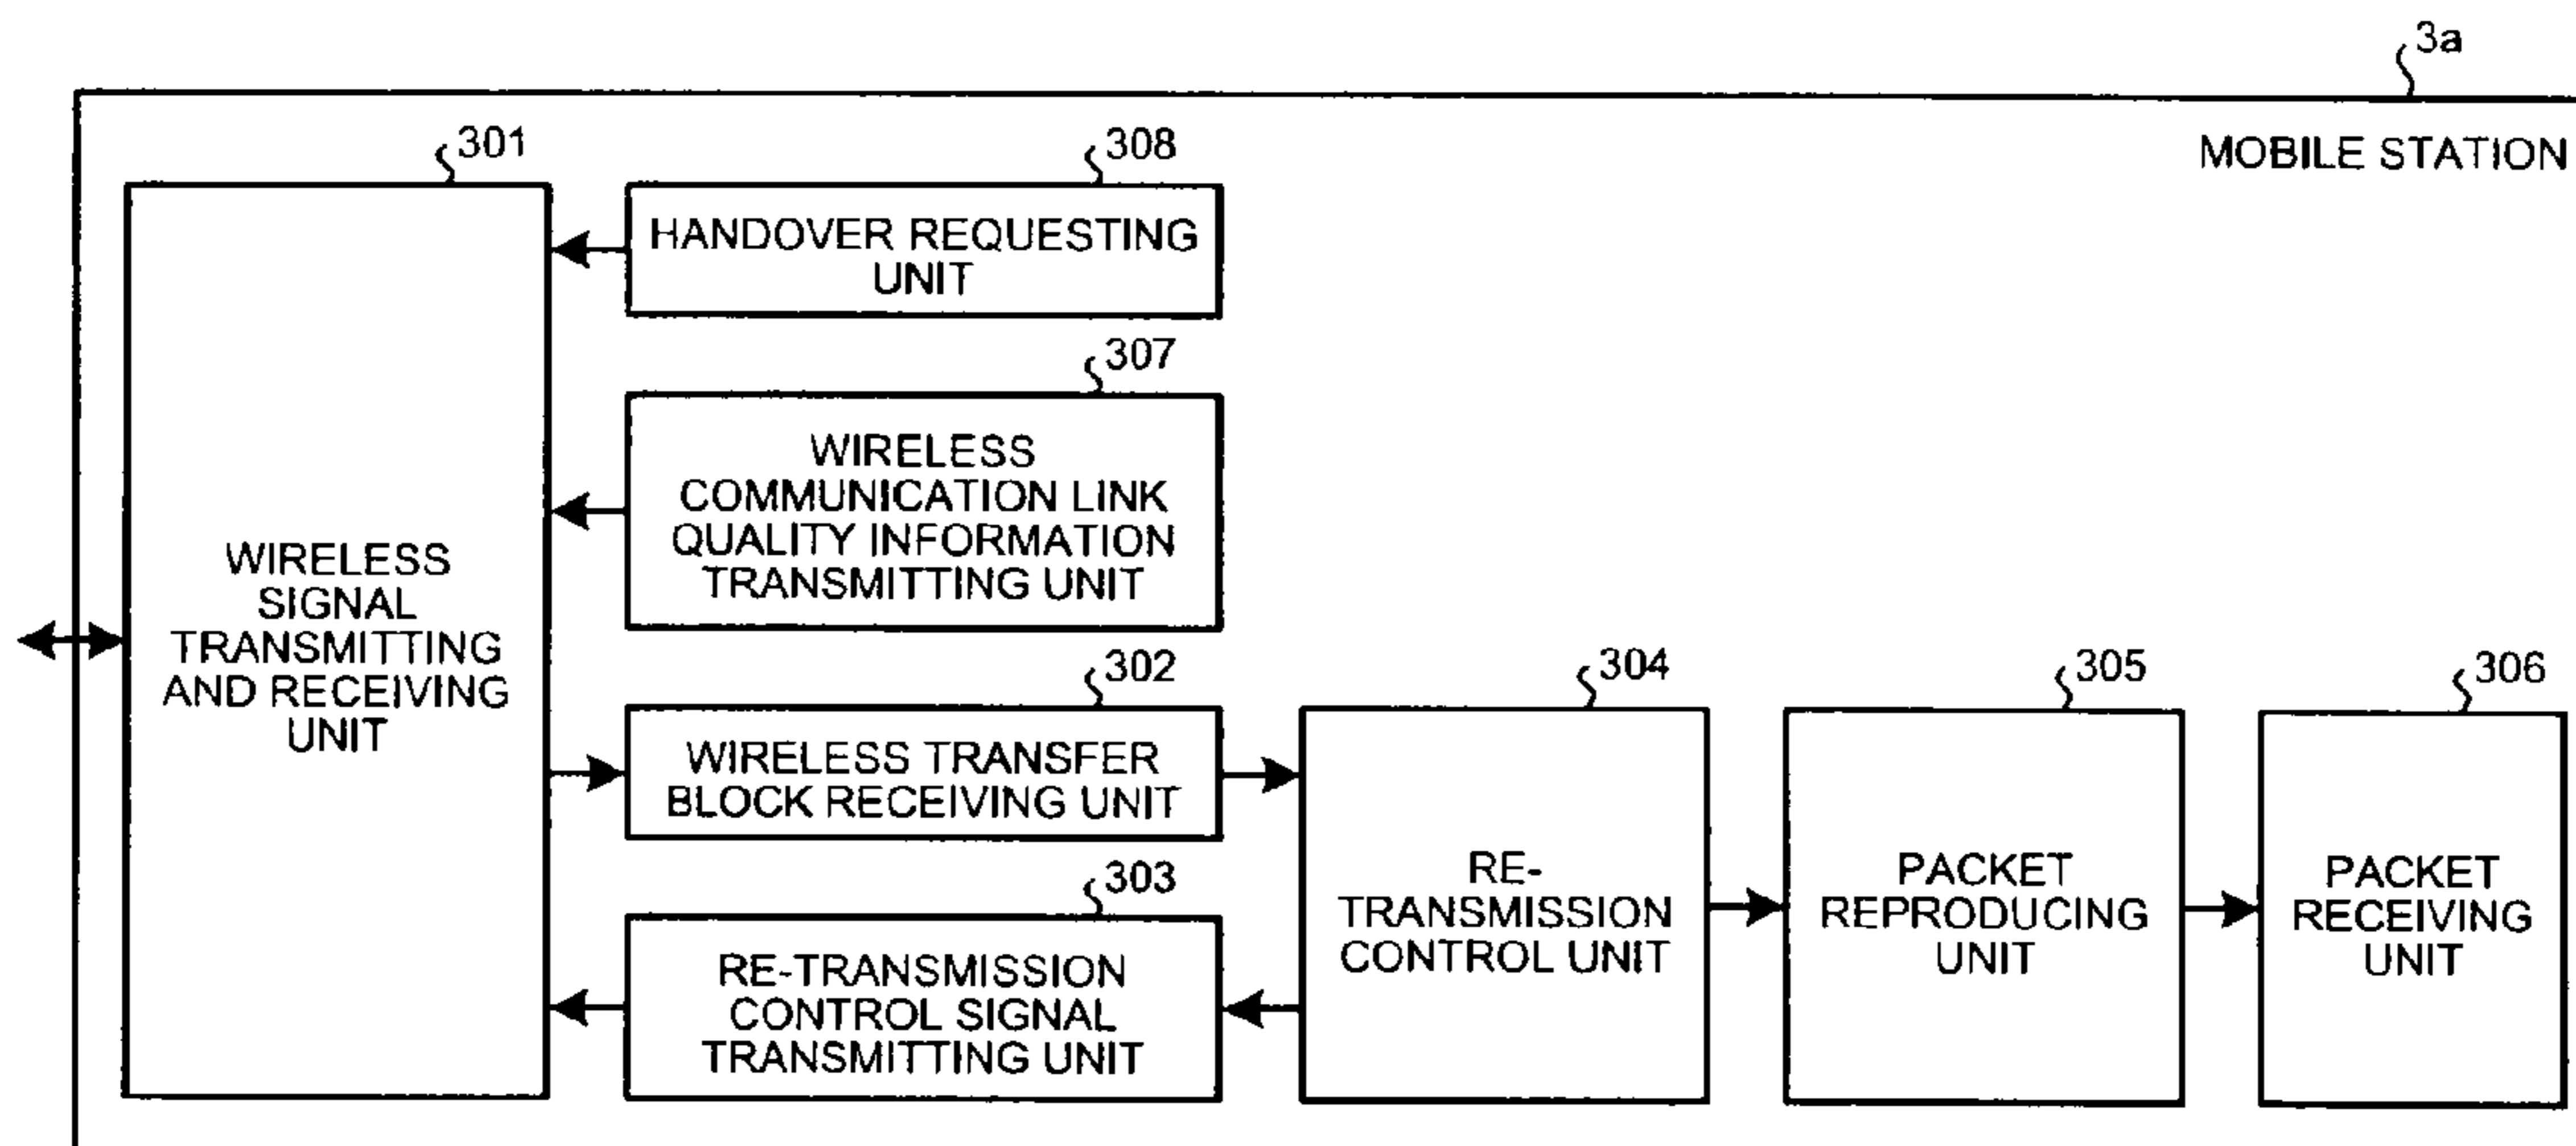 3a
MOBILE STATION
301
WIRELESS
SIGNAL
TRANSMITTING
AND RECEIVING
UNIT
308
HANDOVER REQUESTING
UNIT
307
WIRELESS
COMMUNICATION LINK
QUALITY INFORMATION
TRANSMITTING UNIT
302
WIRELESS TRANSFER
BLOCK RECEIVING UNIT
303
RE-TRANSMISSION
CONTROL SIGNAL
TRANSMITTING UNIT
304
RE-
TRANSMISSION
CONTROL UNIT
305
PACKET
REPRODUCING
UNIT
306
PACKET
RECEIVING
UNIT